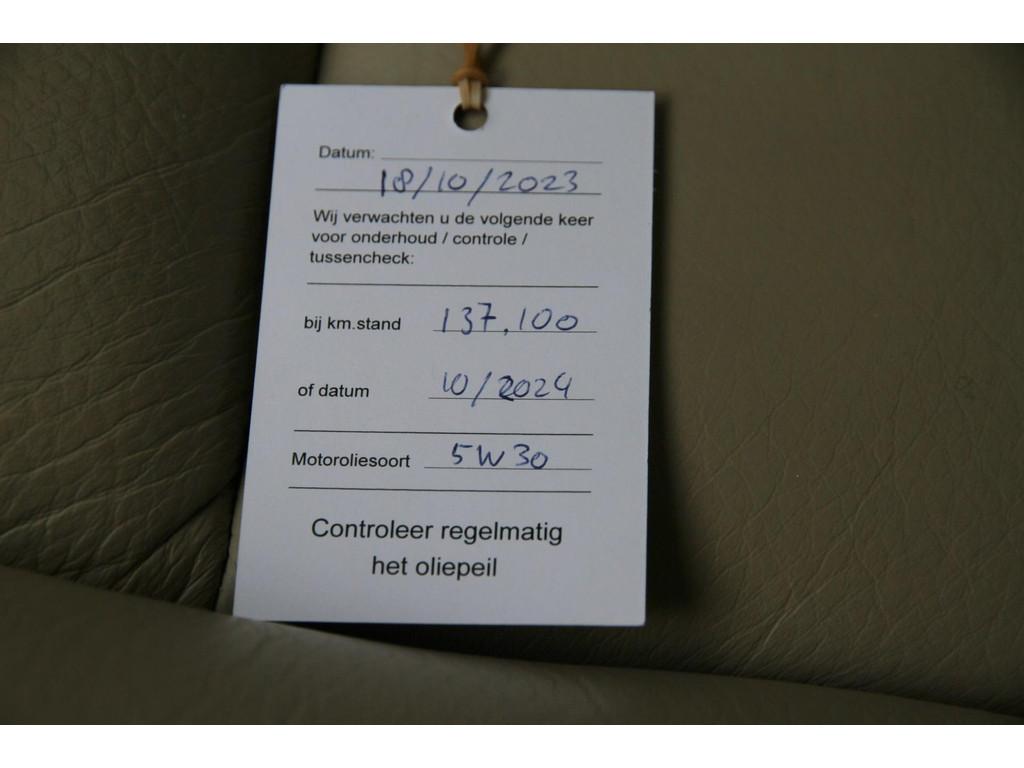 Datum:
18/10/2023
Wij verwachten u de volgende keer
voor onderhoud / controle /
tussencheck:
bij km.stand 137.100
of datum 10/2024
Motoroliesoort 5W30
Controleer regelmatig
het oliepeil